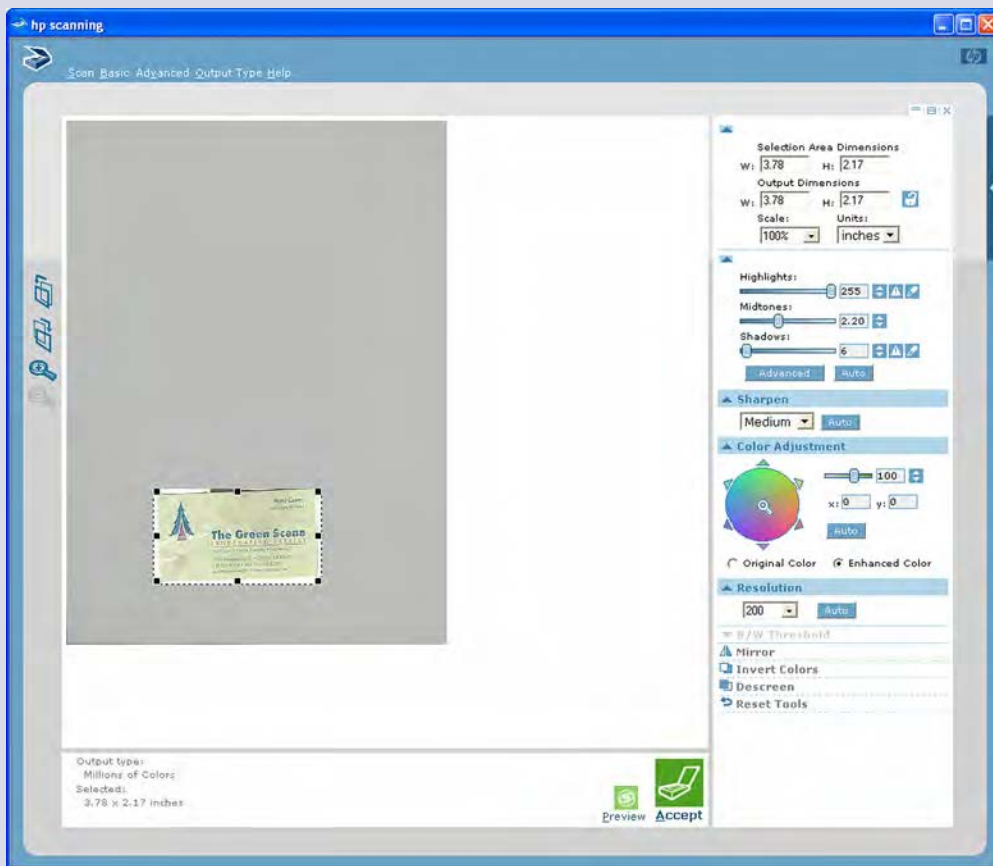 hp scanning
hp
Scan Basic Advanced Output Type Help
Selection Area Dimensions
W: 3.78 H: 2.17
Output Dimensions
W: 3.78 H: 2.17
Scale: Units:
100% inches
Highlights:
255
Midtones:
2.20
Shadows:
6
Advanced Auto
Sharpen
Medium Auto
Color Adjustment
100
x: 0 y: 0
Auto
Original Color Enhanced Color
Resolution
200 Auto
B/W Threshold
Mirror
Invert Colors
Descreen
Reset Tools
The Green Scene
Output type:
Millions of Colors
Selected:
3.78 x 2.17 inches
Preview Accept